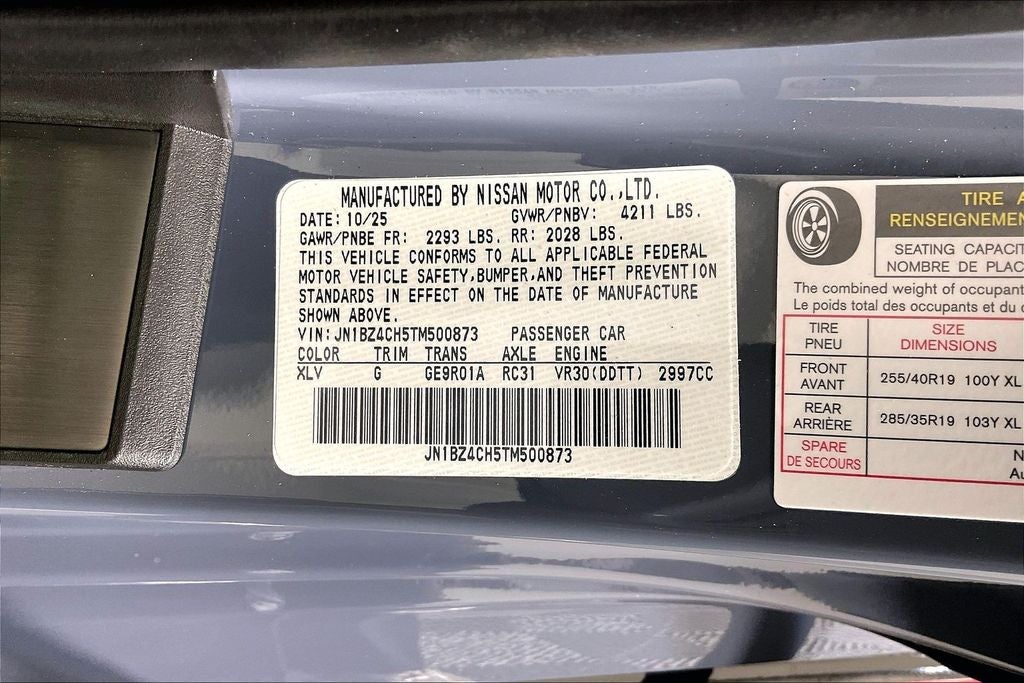 MANUFACTURED BY NISSAN MOTOR CO.,LTD.
DATE: 10/25 GVWR/PNBV: 4211 LBS.
GAWR/PNBE FR: 2293 LBS. RR: 2028 LBS.
THIS VEHICLE CONFORMS TO ALL APPLICABLE FEDERAL
MOTOR VEHICLE SAFETY,BUMPER,AND THEFT PREVENTION
STANDARDS IN EFFECT ON THE DATE OF MANUFACTURE
SHOWN ABOVE.
VIN: JN1BZ4CH5TM500873 PASSENGER CAR
COLOR TRIM TRANS AXLE ENGINE
XLV G GE9R01A RC31 VR30(DDTT) 2997CC
JN1BZ4CH5TM500873
TIRE A
RENSEIGNEMEN
SEATING CAPACIT
NOMBRE DE PLAC
The combined weight of occupant
Le poids total des occupants et du c
TIRE SIZE
PNEU DIMENSIONS
FRONT
AVANT 255/40R19 100Y XL
REAR
ARRIÈRE 285/35R19 103Y XL
SPARE N
DE SECOURS Au